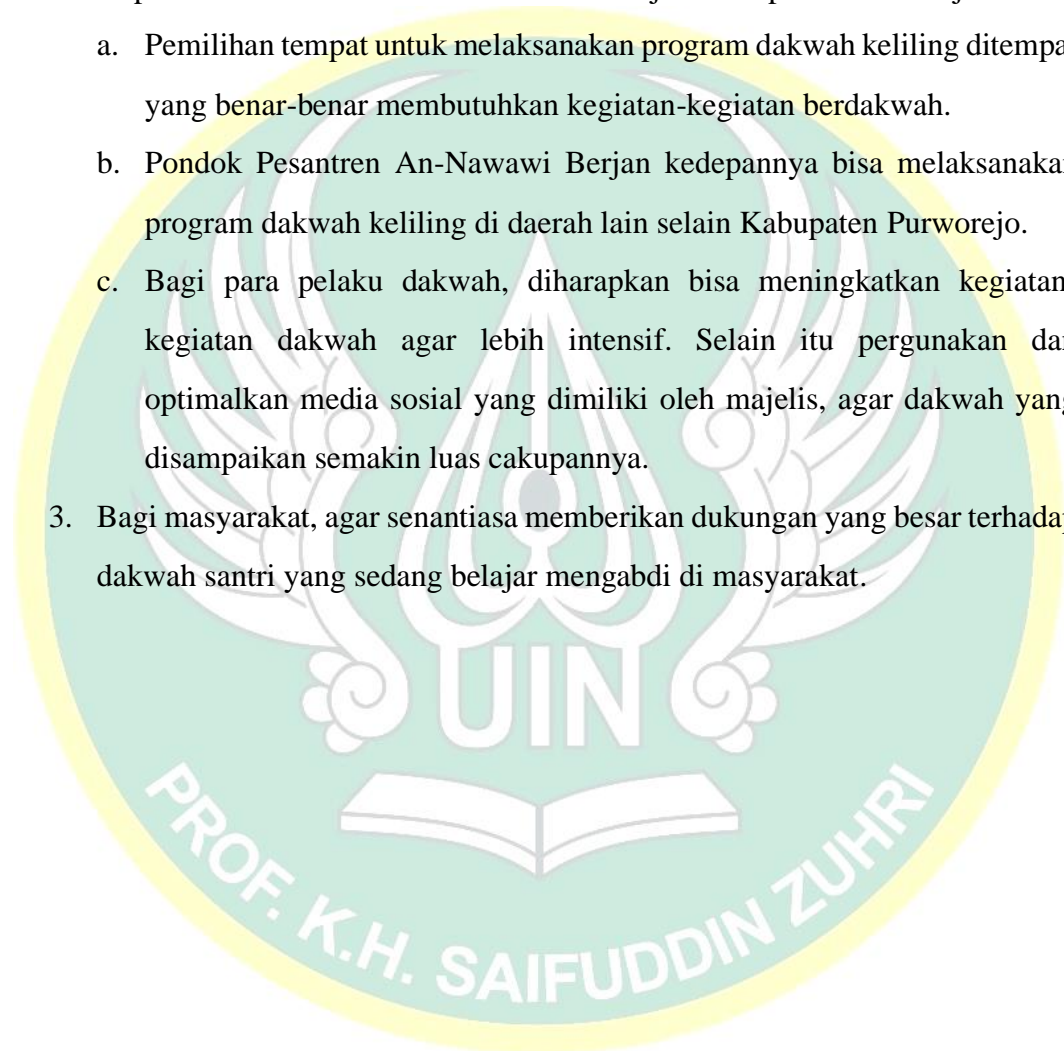 a. Pemilihan tempat untuk melaksanakan program dakwah keliling ditempa
yang benar-benar membutuhkan kegiatan-kegiatan berdakwah.
b. Pondok Pesantren An-Nawawi Berjan kedepannya bisa melaksanakan
program dakwah keliling di daerah lain selain Kabupaten Purworejo.
c. Bagi para pelaku dakwah, diharapkan bisa meningkatkan kegiatan
kegiatan dakwah agar lebih intensif. Selain itu pergunakan dan
optimalkan media sosial yang dimiliki oleh majelis, agar dakwah yang
disampaikan semakin luas cakupannya.
3. Bagi masyarakat, agar senantiasa memberikan dukungan yang besar terhadap
dakwah santri yang sedang belajar mengabdi di masyarakat.
UIN
PROF. K.H. SAIFUDDIN ZUHRI